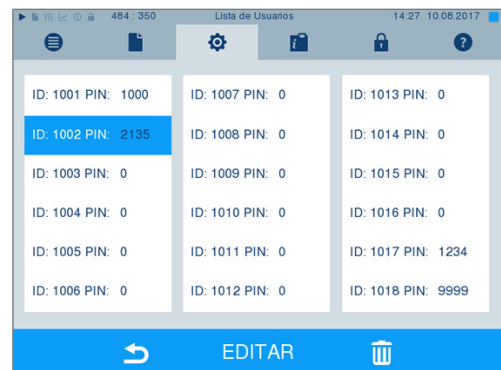 484 : 350 Lista de Usuarios 14:27 10.08.2017
ID: 1001 PIN: 1000
ID: 1002 PIN: 2135
ID: 1003 PIN: 0
ID: 1004 PIN: 0
ID: 1005 PIN: 0
ID: 1006 PIN: 0
ID: 1007 PIN: 0
ID: 1008 PIN: 0
ID: 1009 PIN: 0
ID: 1010 PIN: 0
ID: 1011 PIN: 0
ID: 1012 PIN: 0
ID: 1013 PIN: 0
ID: 1014 PIN: 0
ID: 1015 PIN: 0
ID: 1016 PIN: 0
ID: 1017 PIN: 1234
ID: 1018 PIN: 9999
EDITAR